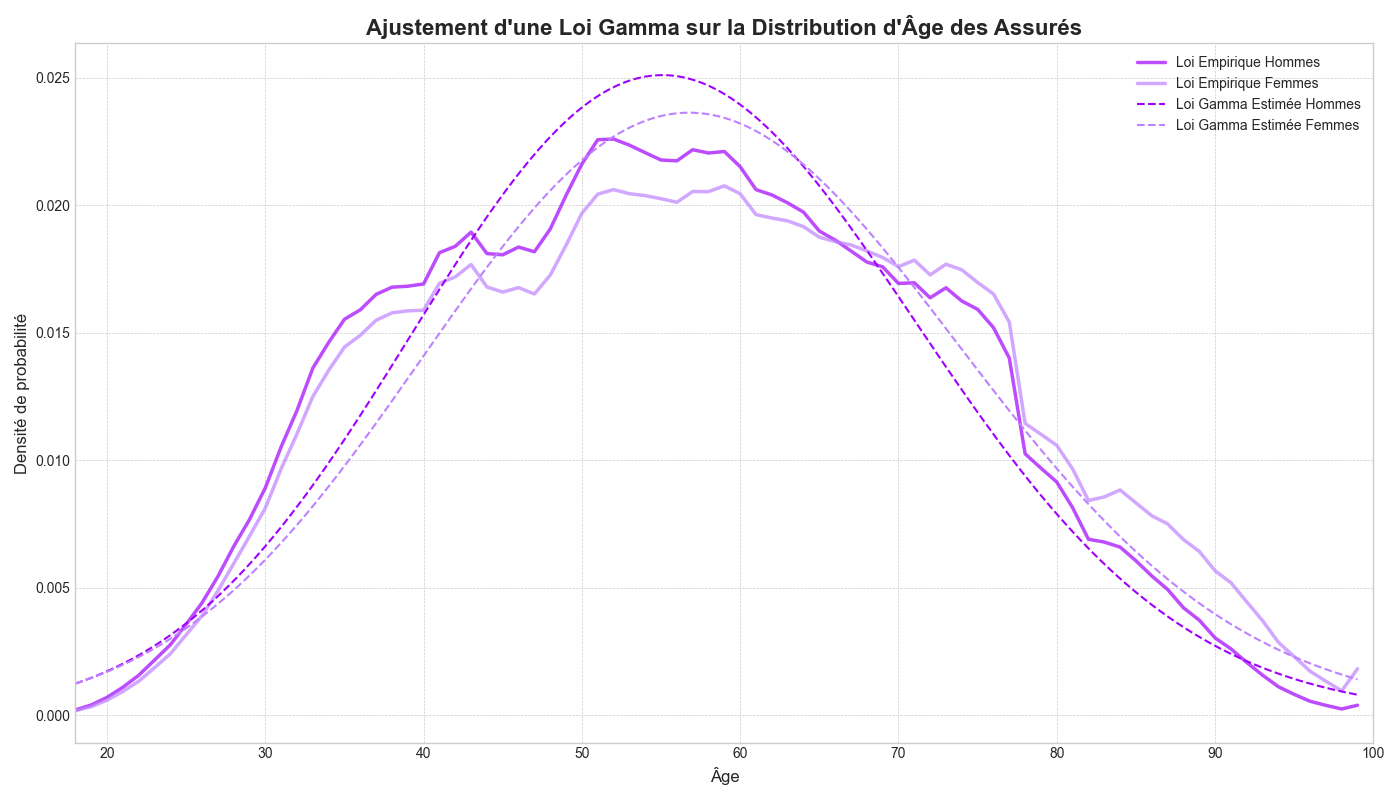 Ajustement d'une Loi Gamma sur la Distribution d'Âge des Assurés
Loi Empirique Hommes
Loi Empirique Femmes
Loi Gamma Estimée Hommes
Loi Gamma Estimée Femmes
Densité de probabilité
0.025
0.020
0.015
0.010
0.005
0.000
20 30 40 50 60 70 80 90 100
Âge